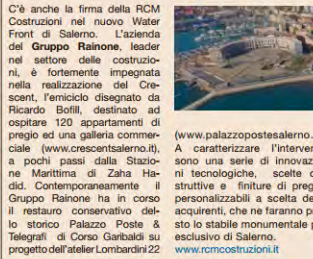 C'è anche la firma della RCM
Costruzioni nel nuovo Water
Front di Salerno. L'azienda
del Gruppo Rainone, leader
nel settore delle costruzio-
ni, è fortemente impegnata
nella realizzazione del Cre-
scent, l'emiciclo disegnato da
Ricardo Bofill, destinato ad
ospitare 120 appartamenti di
pregio ed una galleria commer-
ciale (www.crescentsalerno.it),
a pochi passi dalla Stazio-
ne Marittima di Zaha Ha-
did. Contemporaneamente il
Gruppo Rainone ha in corso
il restauro conservativo del-
lo storico Palazzo Poste &
Telegrafi di Corso Garibaldi su
progetto dell'atelier Lombardini 22
(www.palazzopostesalerno.
A caratterizzare l'interven
sono una serie di innovaz
ni tecnologiche, scelte c
struttive e finiture di preg
personalizzabili a scelta de
acquirenti, che ne faranno pr
sto lo stabile monumentale p
esclusivo di Salerno.
www.rcmcostruzioni.it